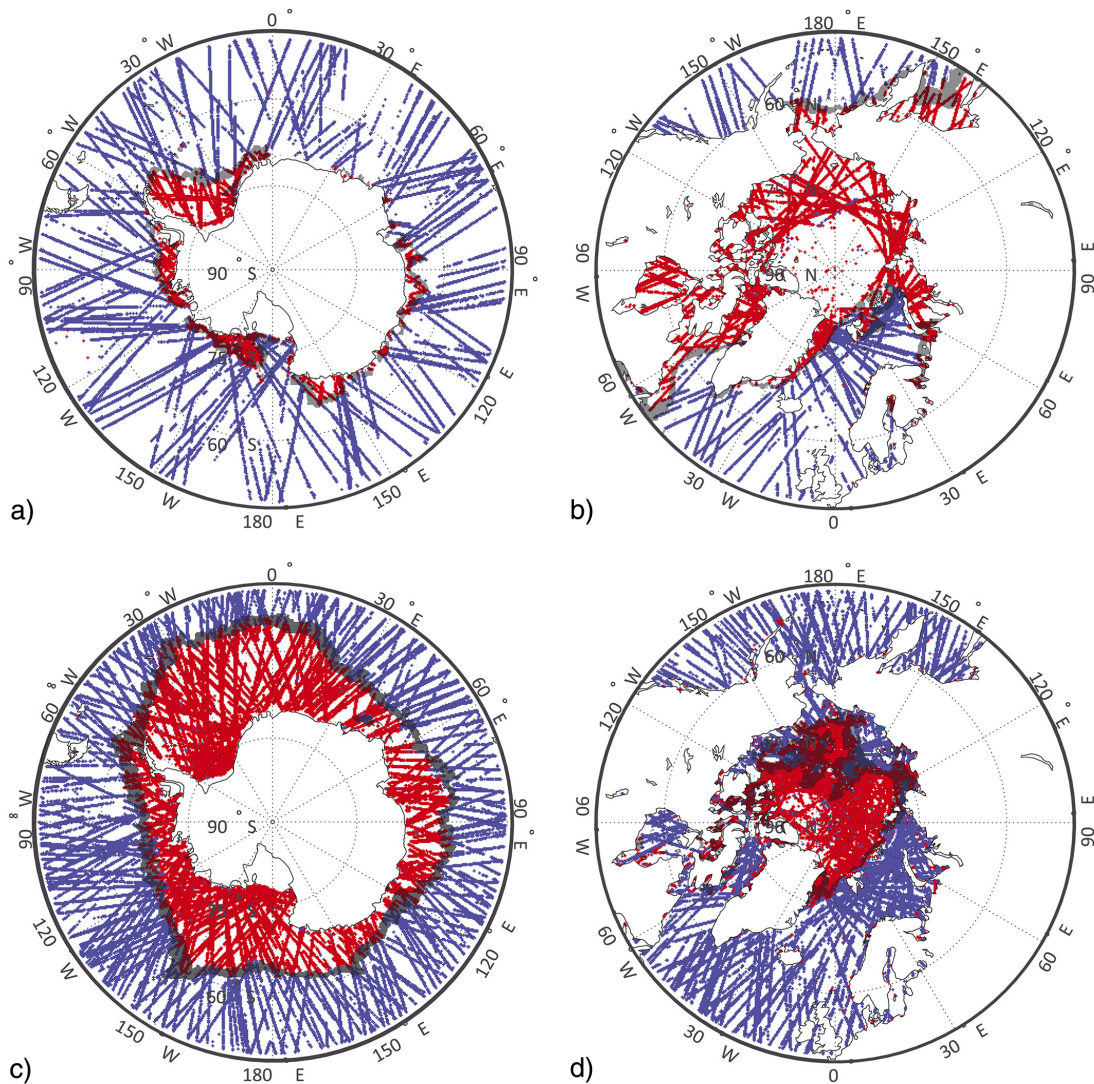 0 °
30 ° W
30 ° E
60 ° W
60 ° E
90 ° W
90 ° S
90 ° E
75
120 W
120 E
60 S
150 W
150 E
180 E
a)
180 ° E
150 W
150 ° E
60 N
120 W
120 E
75
90 W
90 N
90 E
60 W
60 E
30 W
30 E
0
b)
0 °
30 ° W
30 ° E
60 ° W
60 ° E
90 ° W
90 ° S
90 ° E
75 S
120 W
120 E
60 S
150 W
150 E
180 E
c)
180 ° E
150 W
150 ° E
60 N
120 W
120 E
90 W
90 N
90 E
60 W
60 E
30 W
30 E
0
d)